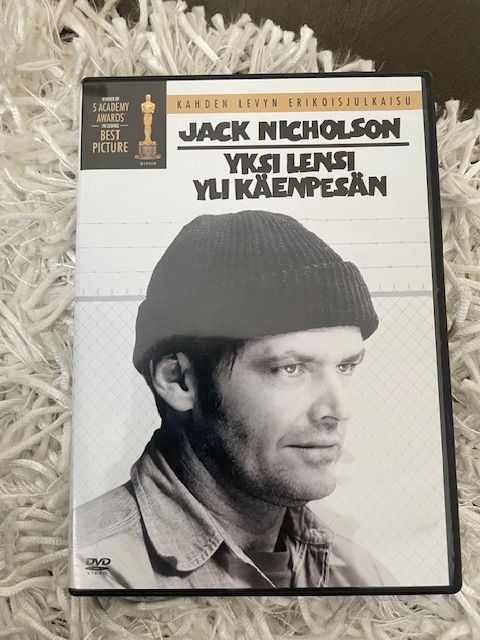 WINNER OF
5 ACADEMY
AWARDS
INCLUDING
BEST
PICTURE
KAHDEN LEVYN ERIKOISJULKAISU
JACK NICHOLSON
YKSI LENSI
YLI KÄENPESÄN
DVD
VIDEO